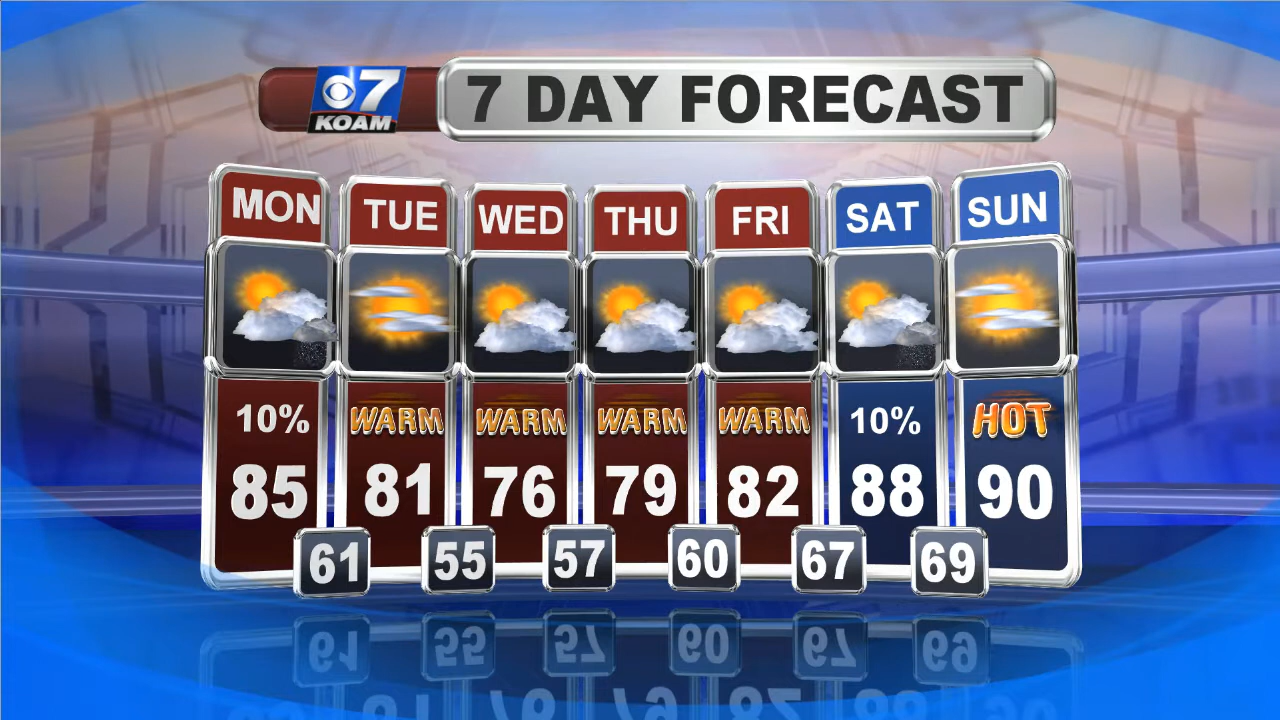 7
KOAM
7 DAY FORECAST
MON TUE WED THU FRI SAT SUN
10% WARM WARM WARM WARM 10% HOT
85 81 76 79 82 88 90
61 55 57 60 67 69